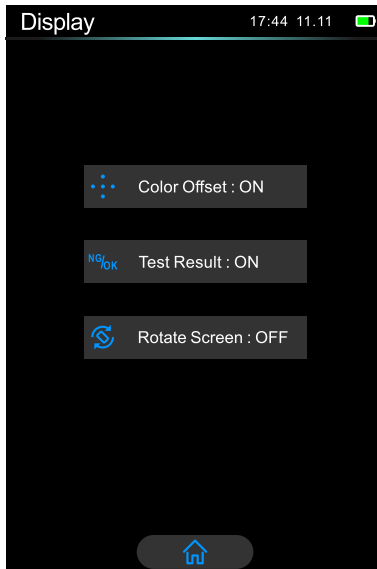 Display 17:44 11.11
Color Offset : ON
NG/OK Test Result : ON
Rotate Screen : OFF